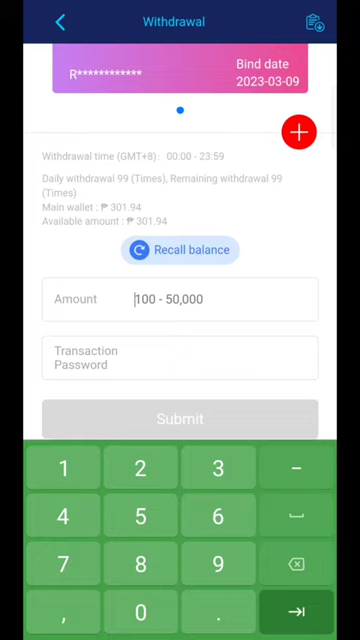 Withdrawal
R************
Bind date
2023-03-09
Withdrawal time (GMT+8): 00:00 - 23:59
Daily withdrawal 99 (Times), Remaining withdrawal 99
(Times)
Main wallet : ₱ 301.94
Available amount : ₱ 301.94
Recall balance
Amount 100 - 50,000
Transaction
Password
Submit
1 2 3 -
4 5 6
7 8 9
, 0 .